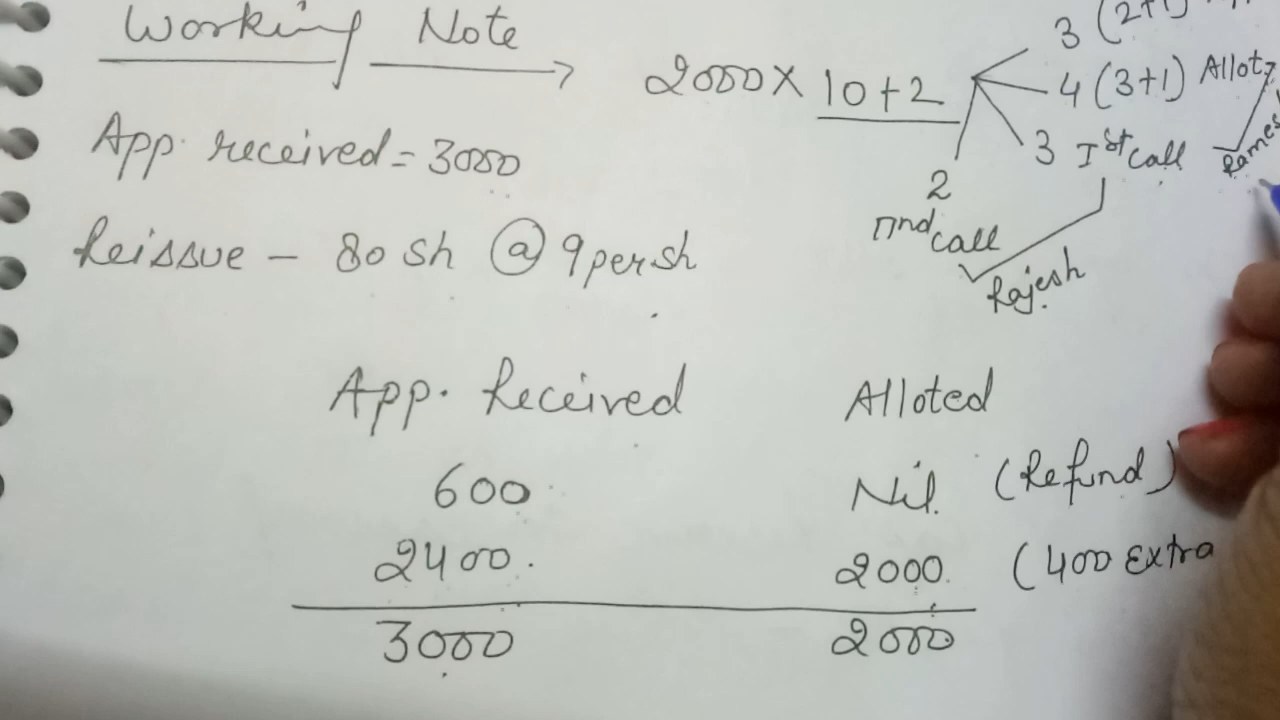 Working Note
2000 X 10+2
3 (2+1)
4 (3+1) Allot
3 Ist Call
2
IInd Call
Rajesh
App. received = 3000
Reissue - 80 sh @ 9 per sh
App. Received Alloted
600 Nil. (Refund)
2400. 2000. (400 Extra
3000 2000